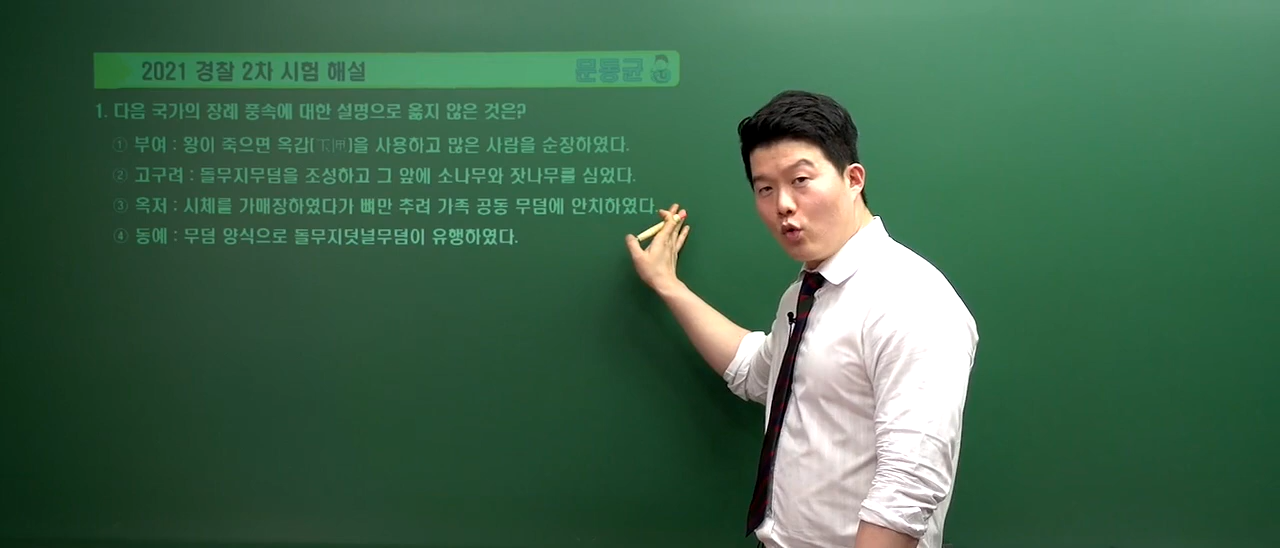 2021 경찰 2차 시험 해설 문동균
1. 다음 국가의 장례 풍속에 대한 설명으로 옳지 않은 것은?
① 부여 : 왕이 죽으면 옥갑(玉匣)을 사용하고 많은 사람을 순장하였다.
② 고구려 : 돌무지무덤을 조성하고 그 앞에 소나무와 잣나무를 심었다.
③ 옥저 : 시체를 가매장하였다가 뼈만 추려 가족 공동 무덤에 안치하였다.
④ 동예 : 무덤 양식으로 돌무지덧널무덤이 유행하였다.